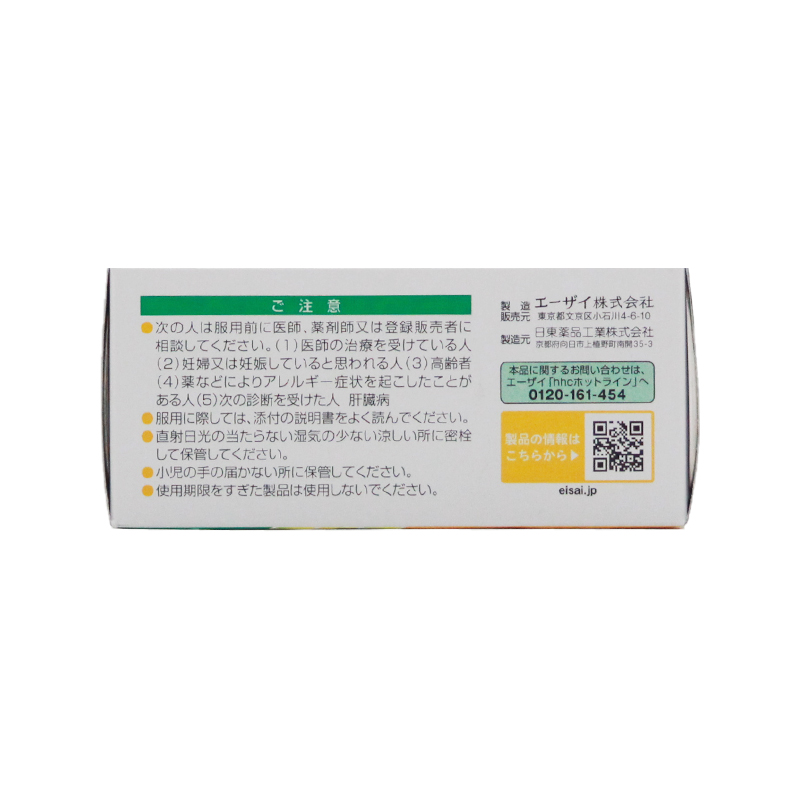 ご注意
●次の人は服用前に医師、薬剤師又は登録販売者に
相談してください。(1)医師の治療を受けている人
(2)妊婦又は妊娠していると思われる人(3)高齢者
(4)薬などによりアレルギー症状を起こしたことが
ある人(5)次の診断を受けた人 肝臓病
●服用に際しては、添付の説明書をよく読んでください。
●直射日光の当たらない湿気の少ない涼しい所に密栓
して保管してください。
●小児の手の届かない所に保管してください。
●使用期限をすぎた製品は使用しないでください。
製造販売元 エーザイ株式会社
東京都文京区小石川4-6-10
製造元 日東薬品工業株式会社
京都府向日市上植野町南開35-3
本品に関するお問い合わせは、
エーザイ「hhcホットライン」へ
0120-161-454
製品の情報は
こちらから▶
eisai.jp